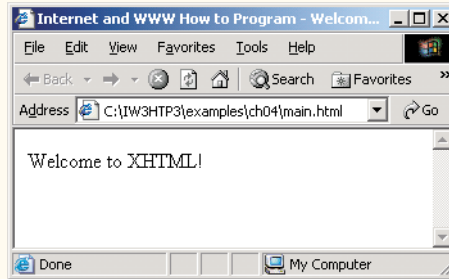 Internet and WWW How to Program - Welcom...
File Edit View Favorites Tools Help
Back Search Favorites »
Address C:\IW3HTP3\examples\ch04\main.html Go
Welcome to XHTML!
Done My Computer